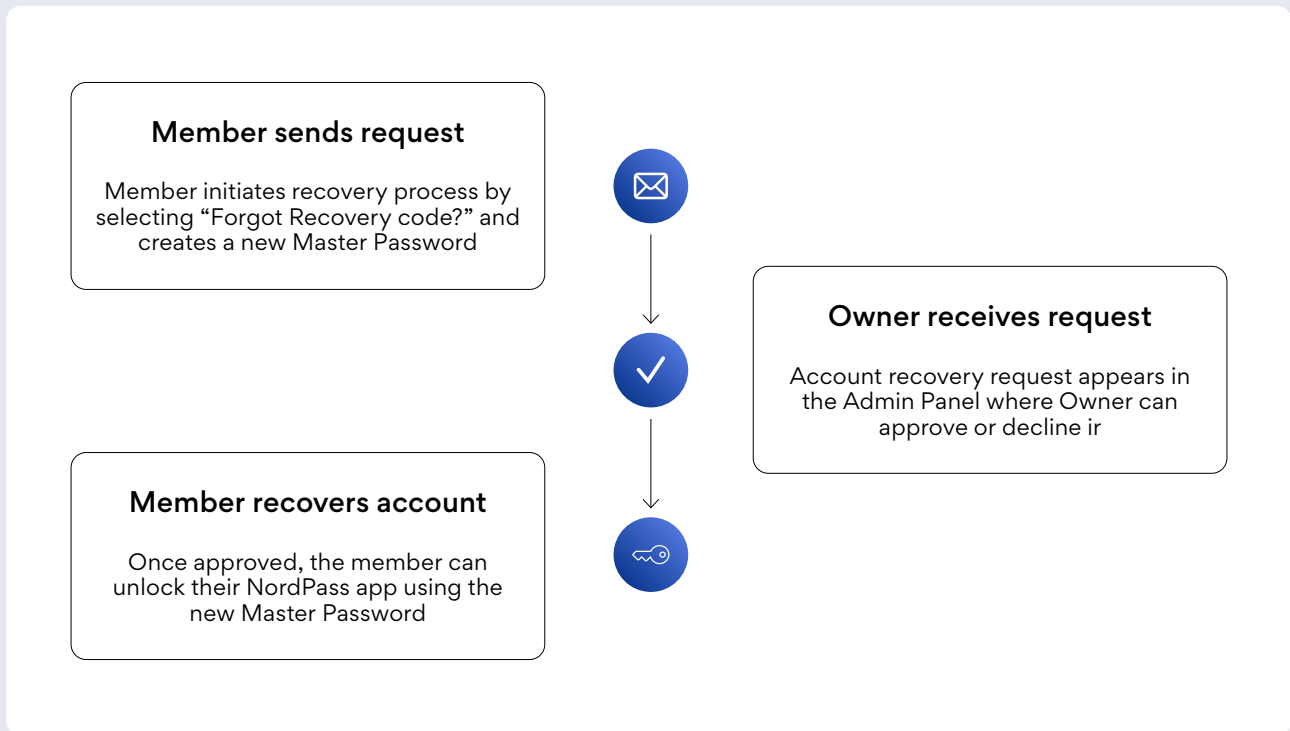 Member sends request
Member initiates recovery process by
selecting “Forgot Recovery code?” and
creates a new Master Password
Owner receives request
Account recovery request appears in
the Admin Panel where Owner can
approve or decline ir
Member recovers account
Once approved, the member can
unlock their NordPass app using the
new Master Password